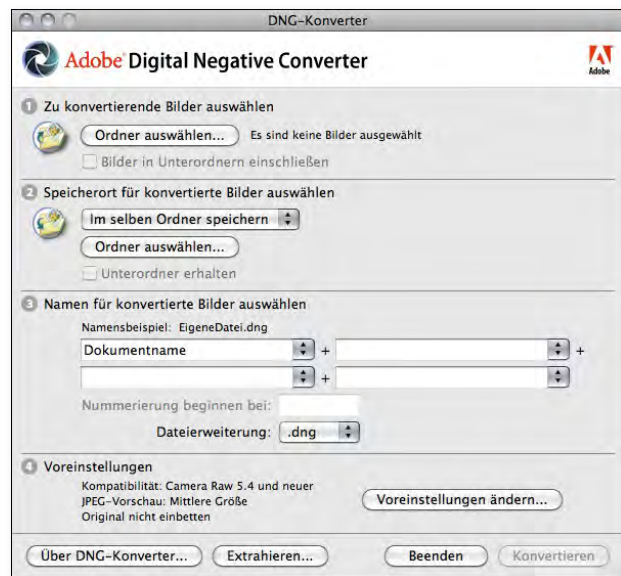 DNG-Konverter
Adobe Digital Negative Converter
Adobe
1 Zu konvertierende Bilder auswählen
Ordner auswählen... Es sind keine Bilder ausgewählt
Bilder in Unterordnern einschließen
2 Speicherort für konvertierte Bilder auswählen
Im selben Ordner speichern
Ordner auswählen...
Unterordner erhalten
3 Namen für konvertierte Bilder auswählen
Namensbeispiel: EigeneDatei.dng
Dokumentname + +
+
Nummerierung beginnen bei:
Dateierweiterung: .dng
4 Voreinstellungen
Kompatibilität: Camera Raw 5.4 und neuer
JPEG-Vorschau: Mittlere Größe
Original nicht einbetten
Voreinstellungen ändern...
Über DNG-Konverter... Extrahieren... Beenden Konvertieren